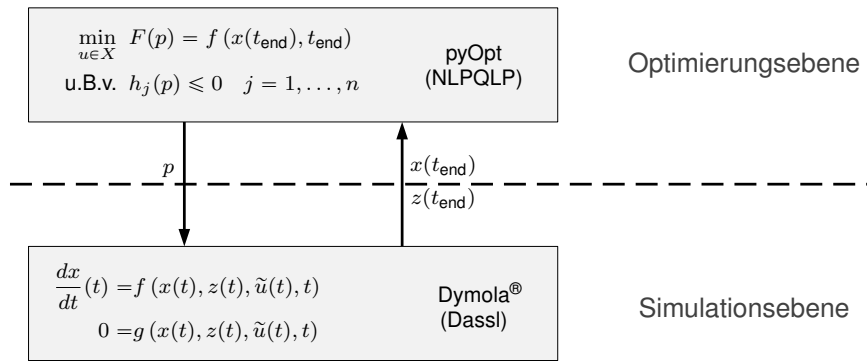 min u∈X F(p) = f (x(t_end), t_end)
u.B.v. h_j(p) ⩽ 0 j = 1, . . . , n
pyOpt
(NLPQLP)
Optimierungsebene
p
x(t_end)
z(t_end)
dx/dt (t) =f (x(t), z(t), ũ(t), t)
0 =g (x(t), z(t), ũ(t), t)
Dymola®
(Dassl)
Simulationsebene